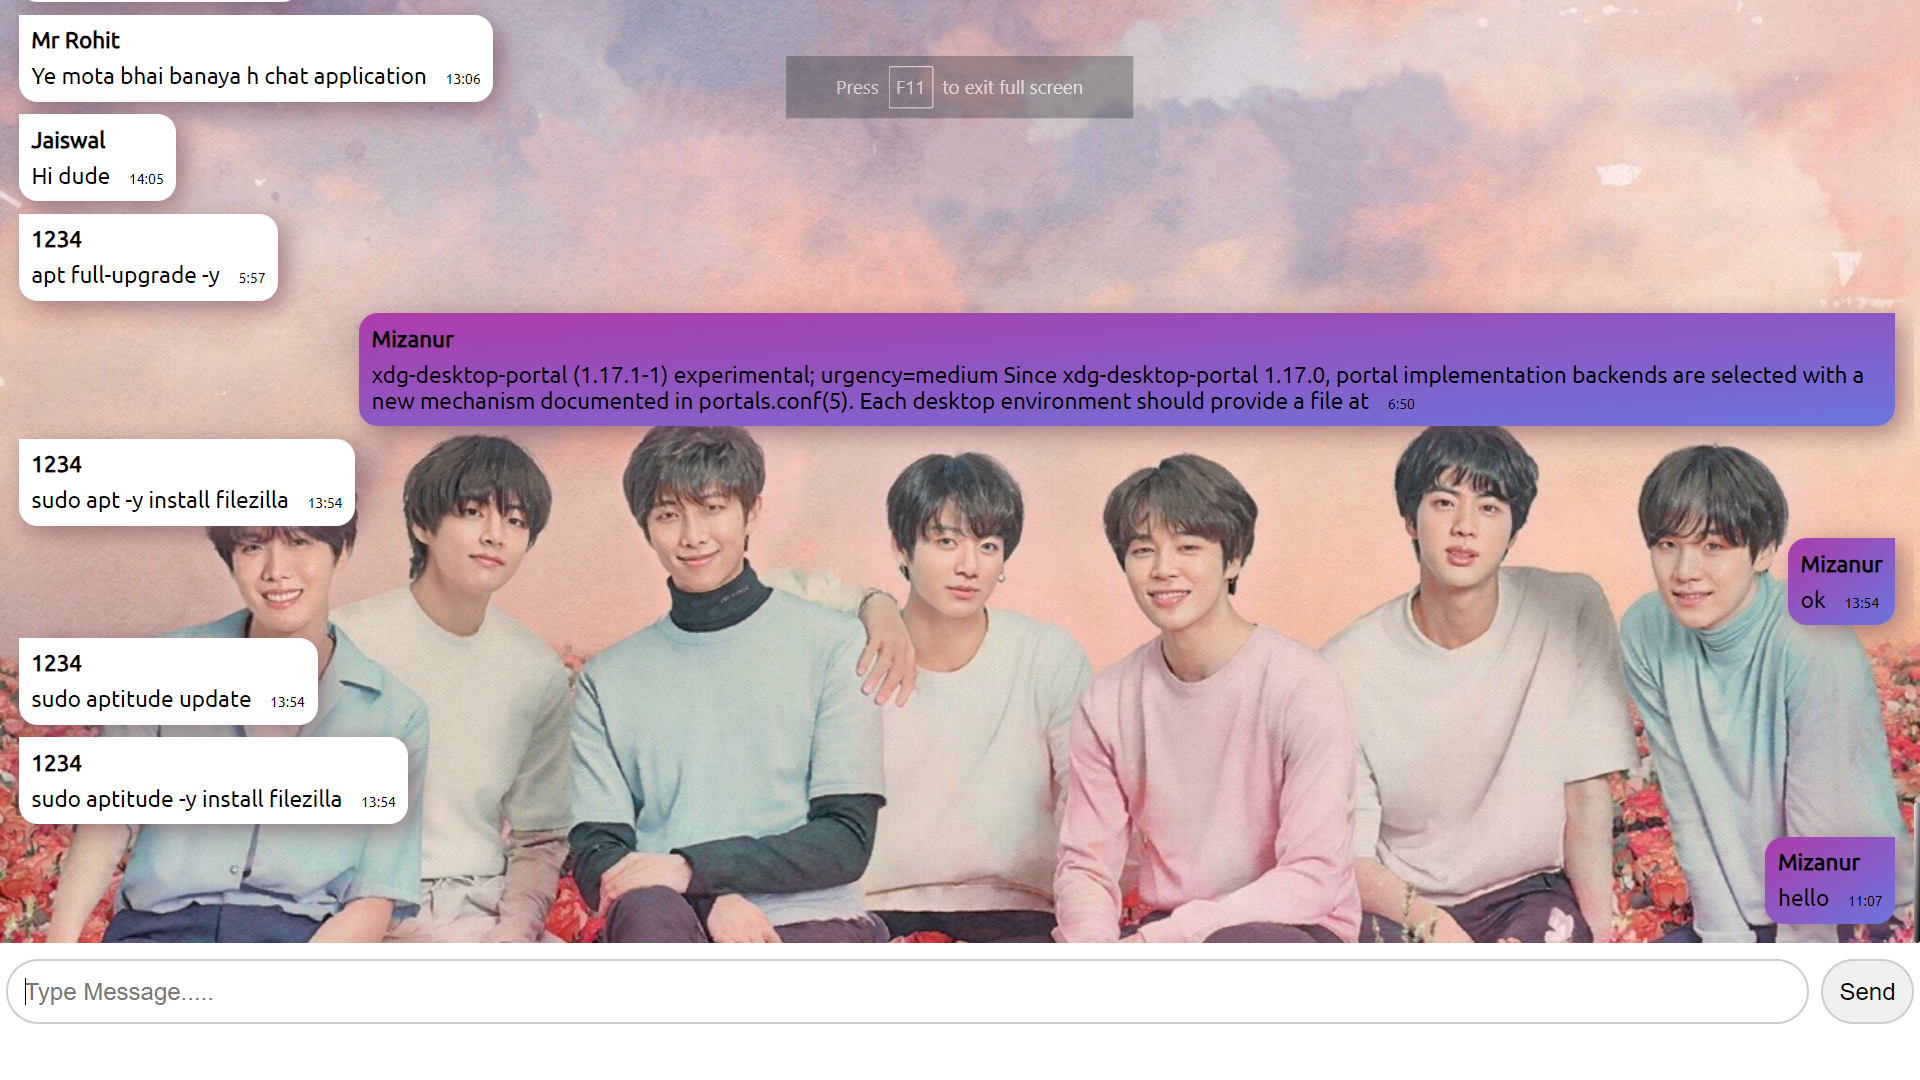 Mr Rohit
Ye mota bhai banaya h chat application 13:06
Press F11 to exit full screen
Jaiswal
Hi dude 14:05
1234
apt full-upgrade -y 5:57
Mizanur
xdg-desktop-portal (1.17.1-1) experimental; urgency=medium Since xdg-desktop-portal 1.17.0, portal implementation backends are selected with a
new mechanism documented in portals.conf(5). Each desktop environment should provide a file at 6:50
1234
sudo apt -y install filezilla 13:54
Mizanur
ok 13:54
1234
sudo aptitude update 13:54
1234
sudo aptitude -y install filezilla 13:54
Mizanur
hello 11:07
Type Message.....
Send